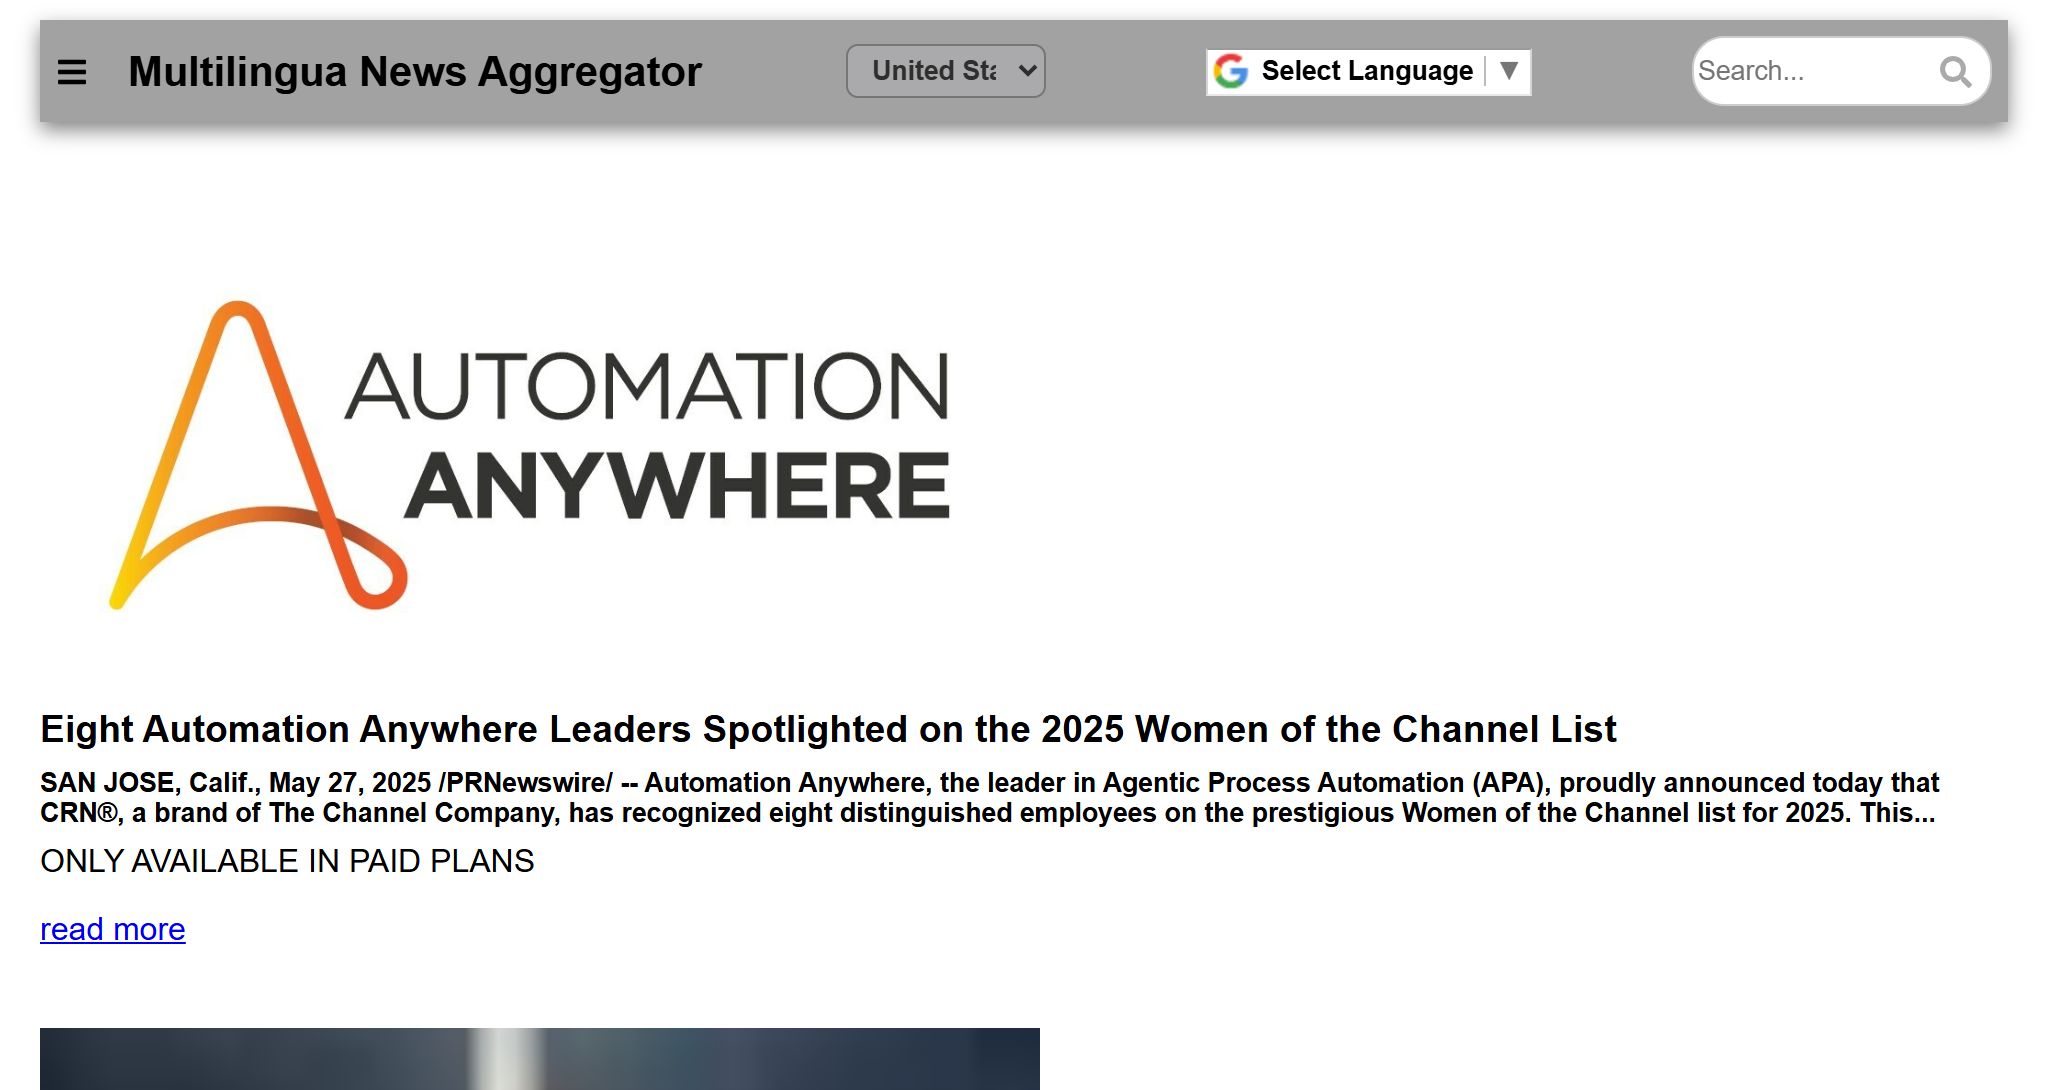 Multilingua News Aggregator
United Sta
Select Language ▼
Search...
AUTOMATION
ANYWHERE
Eight Automation Anywhere Leaders Spotlighted on the 2025 Women of the Channel List
SAN JOSE, Calif., May 27, 2025 /PRNewswire/ -- Automation Anywhere, the leader in Agentic Process Automation (APA), proudly announced today that
CRN®, a brand of The Channel Company, has recognized eight distinguished employees on the prestigious Women of the Channel list for 2025. This...
ONLY AVAILABLE IN PAID PLANS
read more